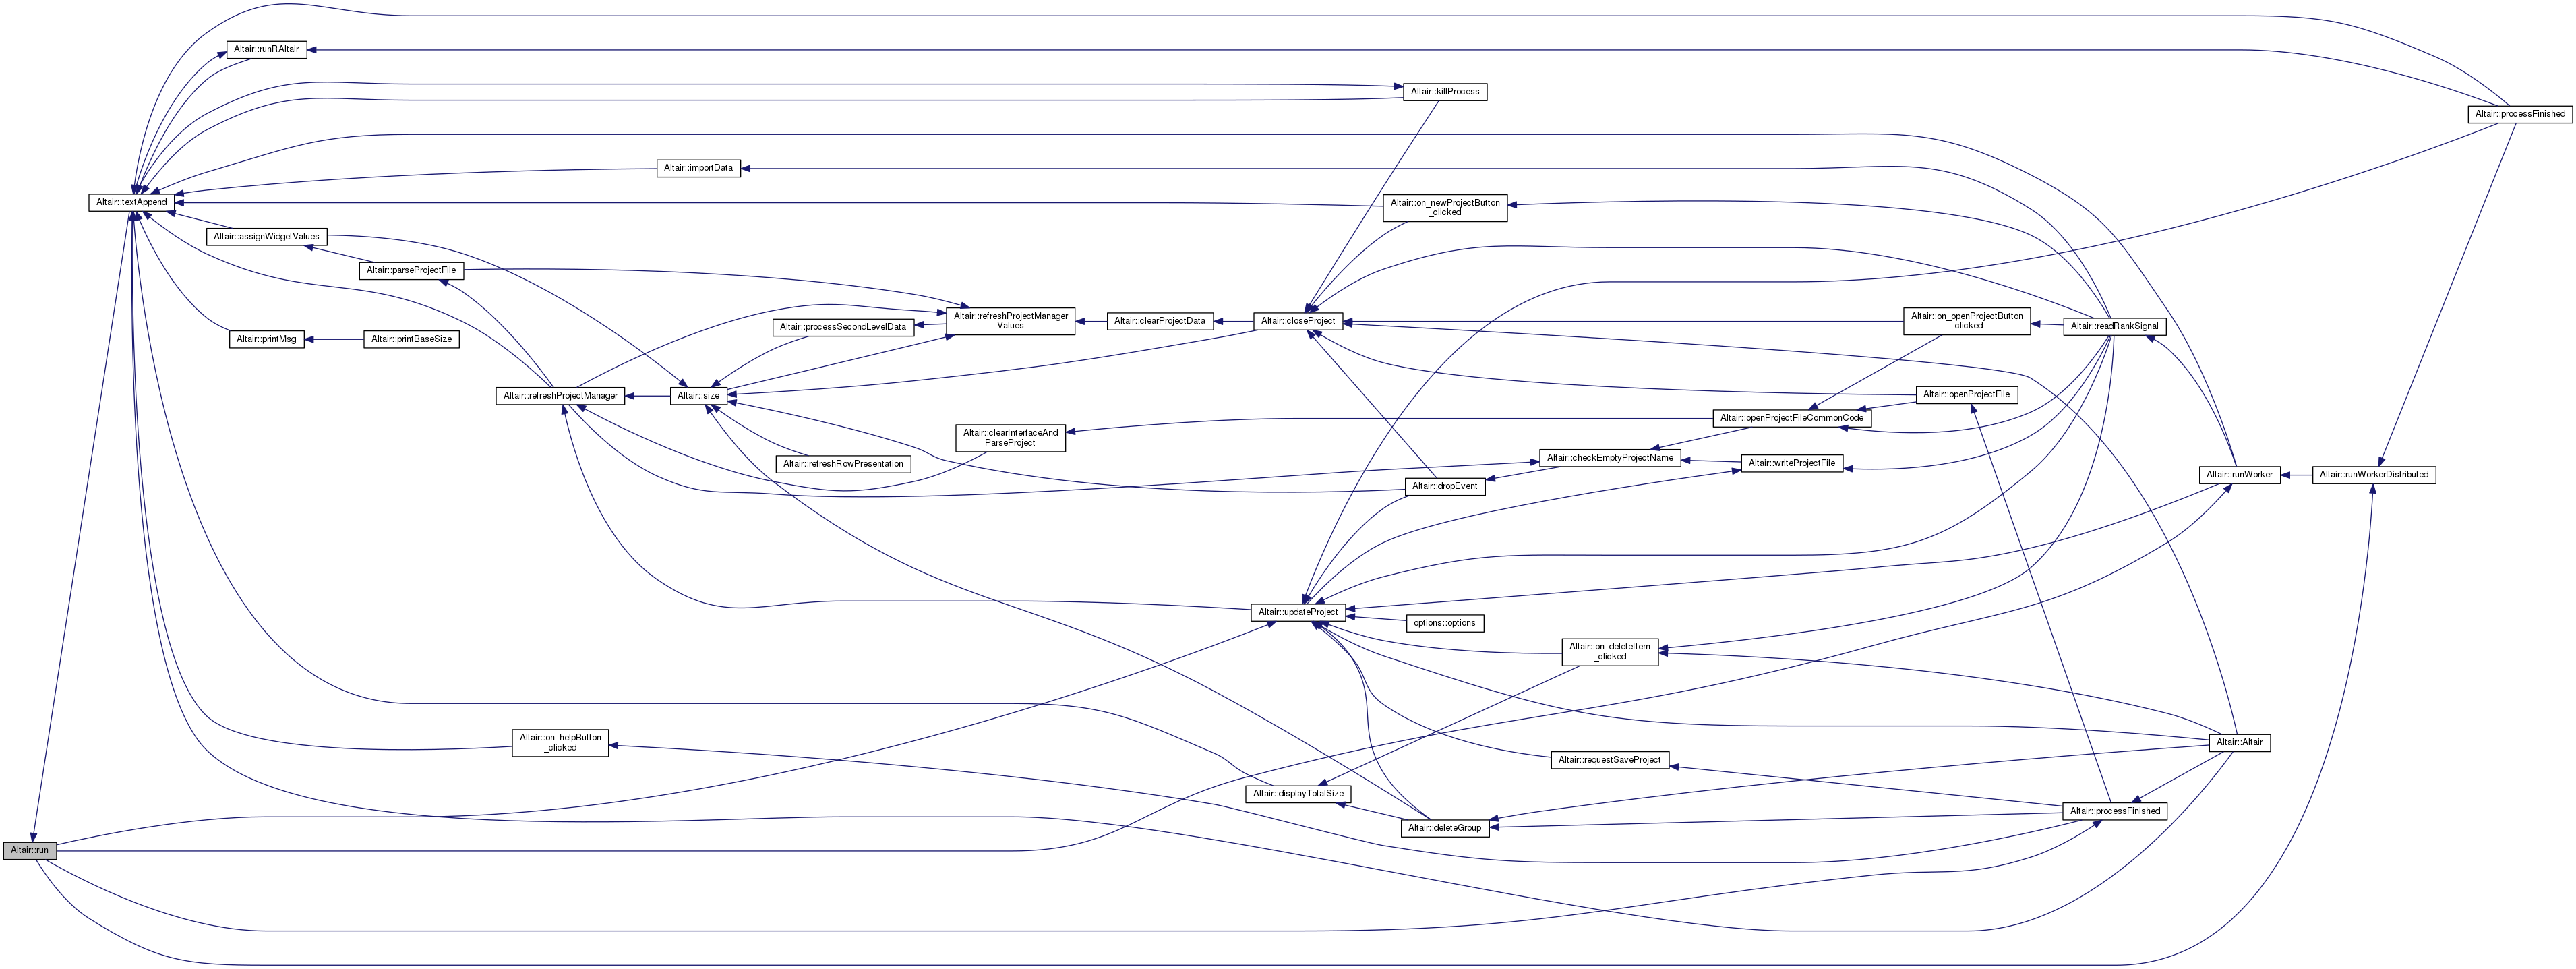 Altair::runRAltair
Altair::killProcess
Altair::processFinished
Altair::importData
Altair::textAppend
Altair::on_newProjectButton
_clicked
Altair::assignWidgetValues
Altair::parseProjectFile
Altair::refreshProjectManager
Values
Altair::clearProjectData
Altair::closeProject
Altair::on_openProjectButton
_clicked
Altair::readRankSignal
Altair::processSecondLevelData
Altair::printMsg
Altair::printBaseSize
Altair::refreshProjectManager
Altair::size
Altair::openProjectFile
Altair::openProjectFileCommonCode
Altair::clearInterfaceAnd
ParseProject
Altair::refreshRowPresentation
Altair::checkEmptyProjectName
Altair::writeProjectFile
Altair::runWorker
Altair::runWorkerDistributed
Altair::dropEvent
Altair::updateProject
options::options
Altair::on_deleteItem
_clicked
Altair::on_helpButton
_clicked
Altair::Altair
Altair::requestSaveProject
Altair::displayTotalSize
Altair::processFinished
Altair::deleteGroup
Altair::run